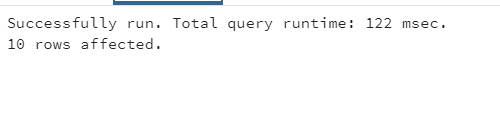 Successfully run. Total query runtime: 122 msec.
10 rows affected.